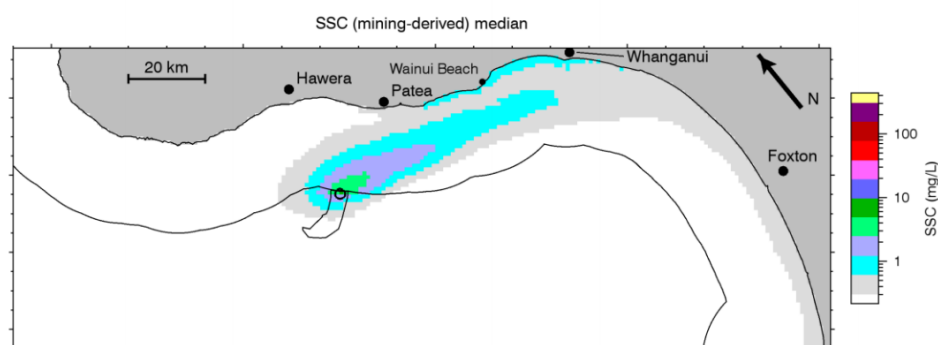 SSC (mining-derived) median
20 km
Hawera
Patea
Wainui Beach
Whanganui
N
Foxton
100
10
1
SSC (mg/L)